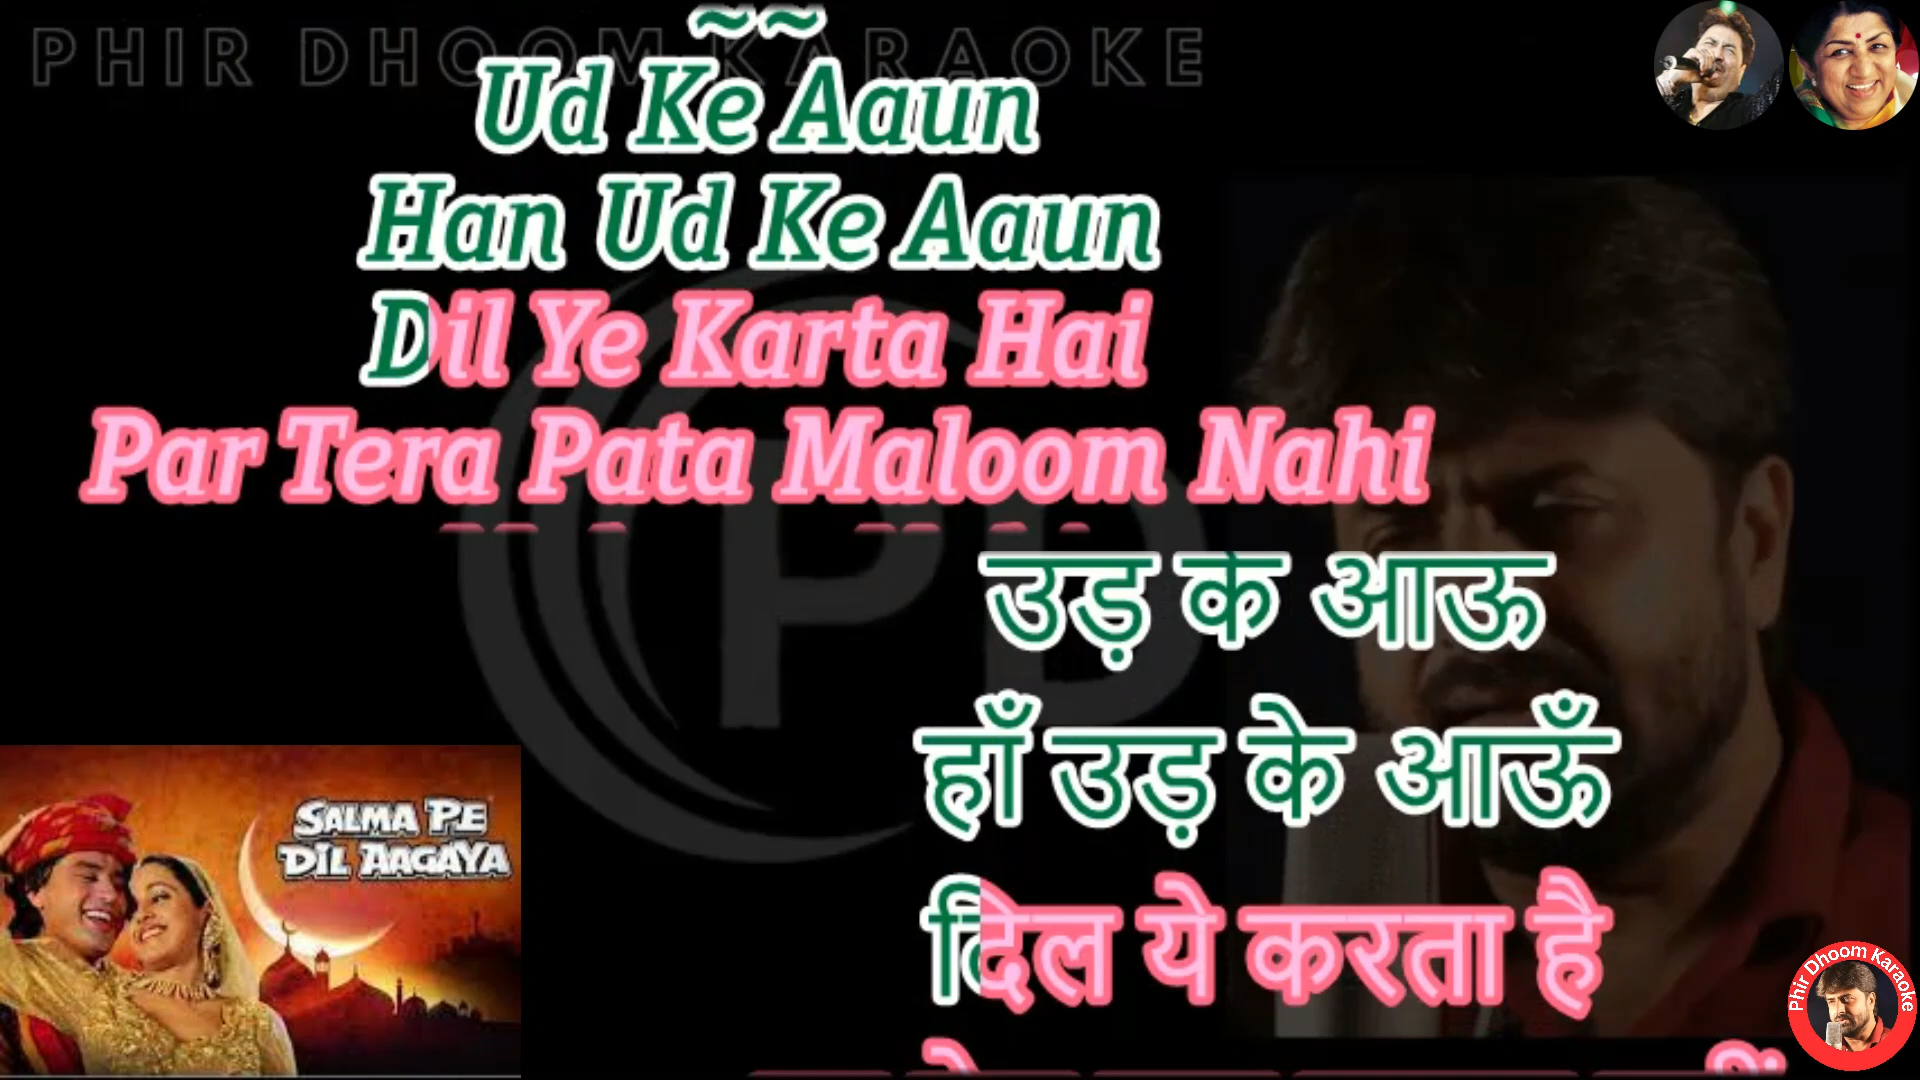 PHIR DHOOM KARAOKE
~~
Ud Ke Aaun
Han Ud Ke Aaun
Dil Ye Karta Hai
Par Tera Pata Maloom Nahi
उड़ क आऊ
हाँ उड़ के आऊँ
दिल ये करता है
PD
SALMA PE
DIL AAGAYA
Phir Dhoom Karaoke